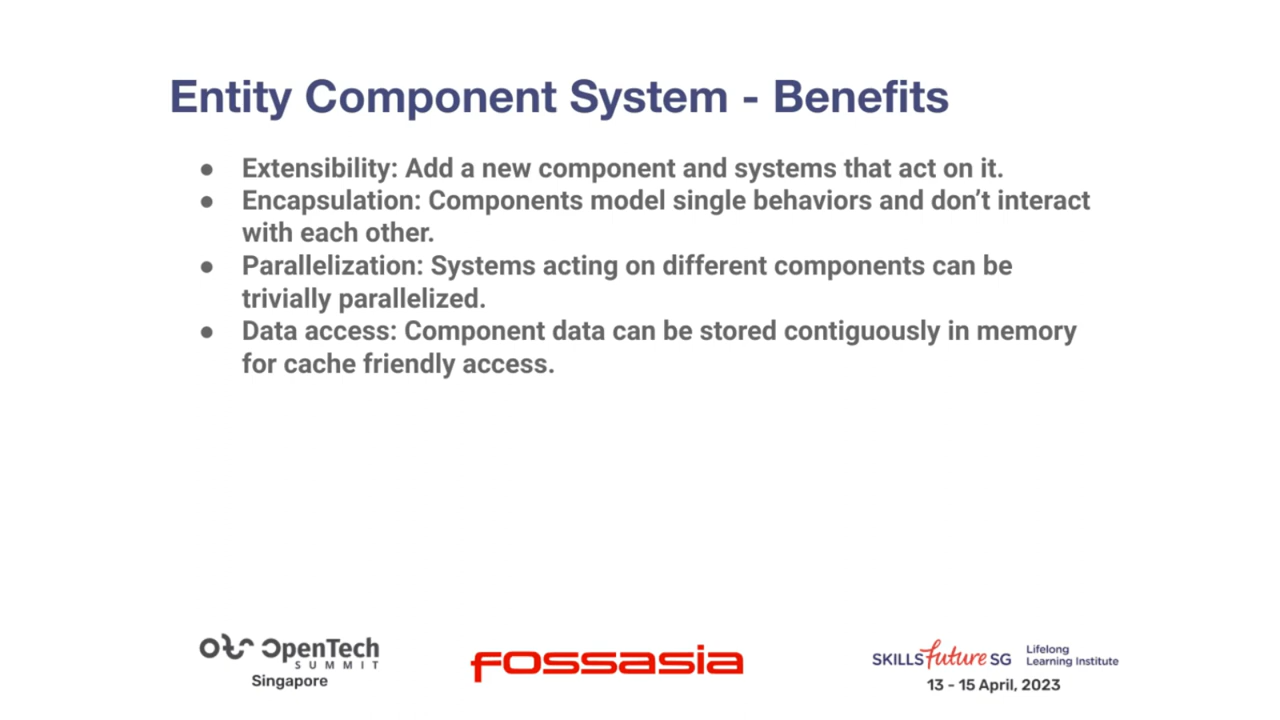 Entity Component System - Benefits
● Extensibility: Add a new component and systems that act on it.
● Encapsulation: Components model single behaviors and don’t interact
with each other.
● Parallelization: Systems acting on different components can be
trivially parallelized.
● Data access: Component data can be stored contiguously in memory
for cache friendly access.
OpenTech
SUMMIT
Singapore
fossasia
SKILLSfuture SG
Lifelong
Learning Institute
13 - 15 April, 2023